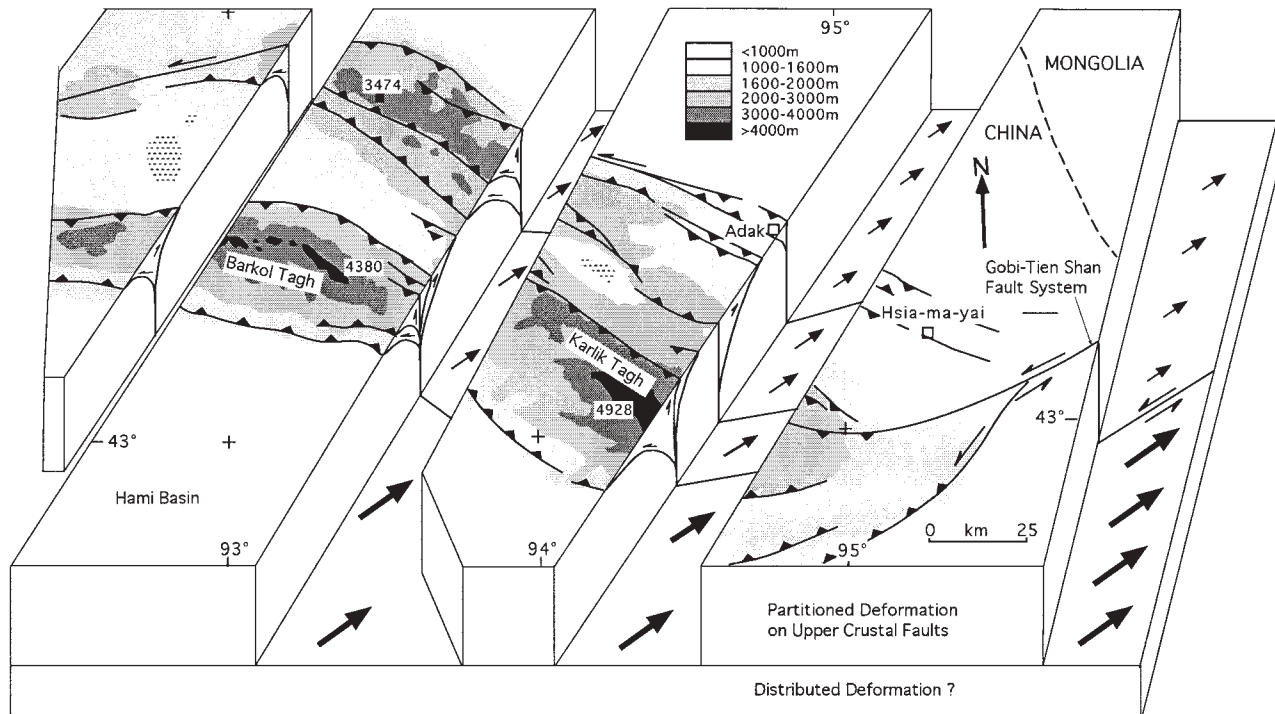 95°
<1000m
1000-1600m
1600-2000m
2000-3000m
3000-4000m
>4000m
MONGOLIA
CHINA
N
3474
Adak
Gobi-Tien Shan
Fault System
Hsia-ma-yai
Barkol Tagh
4380
Karlik Tagh
4928
43°
43°
Hami Basin
0 km 25
93°
94°
95°
Partitioned Deformation
on Upper Crustal Faults
Distributed Deformation ?